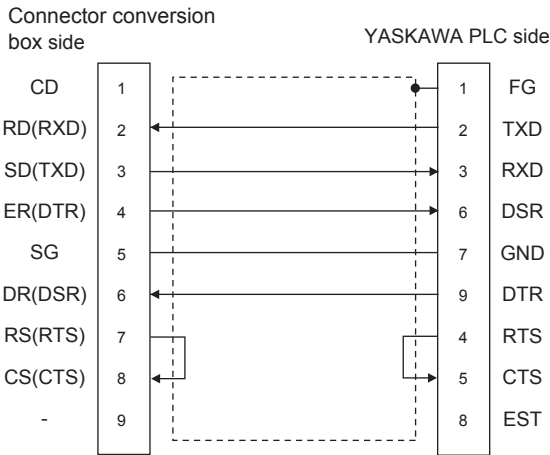 Connector conversion
box side
YASKAWA PLC side
CD 1 1 FG
RD(RXD) 2 2 TXD
SD(TXD) 3 3 RXD
ER(DTR) 4 6 DSR
SG 5 7 GND
DR(DSR) 6 9 DTR
RS(RTS) 7 4 RTS
CS(CTS) 8 5 CTS
- 9 8 EST